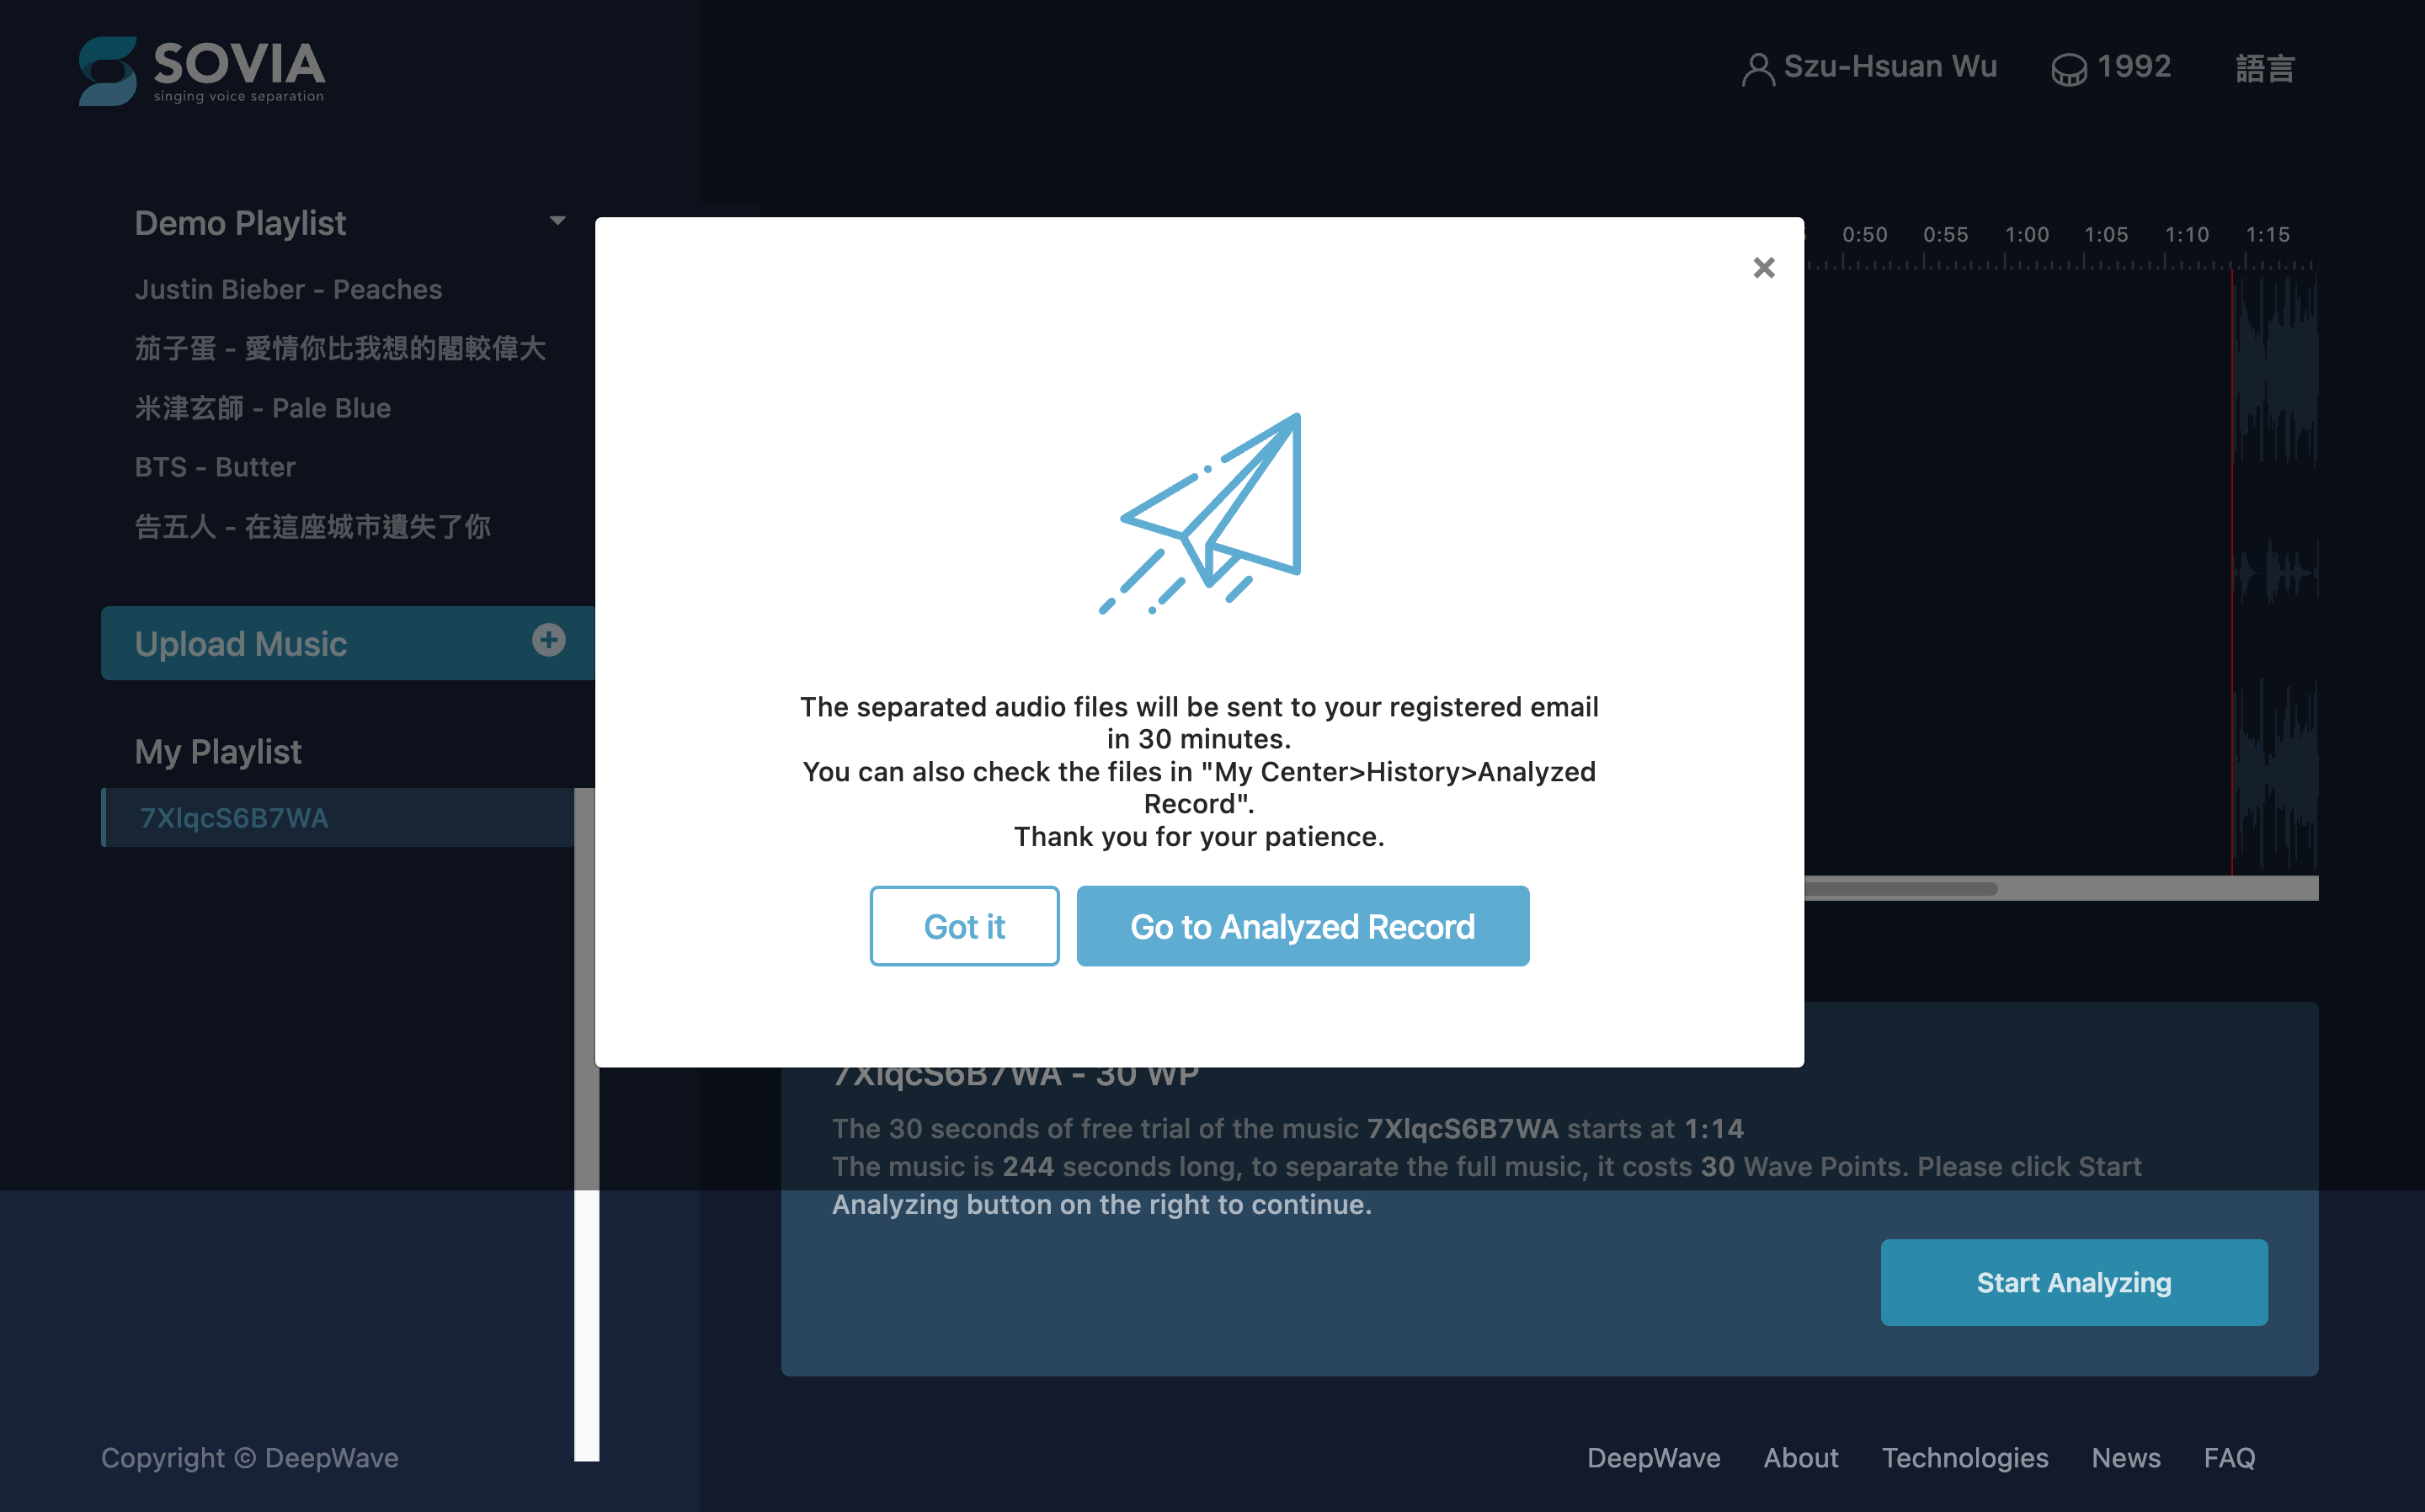 SOVIA
singing voice separation
Szu-Hsuan Wu
1992
語言
Demo Playlist
Justin Bieber - Peaches
茄子蛋 - 愛情你比我想的閣較偉大
米津玄師 - Pale Blue
BTS - Butter
告五人 - 在這座城市遺失了你
Upload Music
My Playlist
7XlqcS6B7WA
0:50 0:55 1:00 1:05 1:10 1:15
The separated audio files will be sent to your registered email
in 30 minutes.
You can also check the files in "My Center>History>Analyzed
Record".
Thank you for your patience.
Got it
Go to Analyzed Record
7XlqcS6B7WA - 30 WP
The 30 seconds of free trial of the music 7XlqcS6B7WA starts at 1:14
The music is 244 seconds long, to separate the full music, it costs 30 Wave Points. Please click Start
Analyzing button on the right to continue.
Start Analyzing
Copyright © DeepWave
DeepWave About Technologies News FAQ